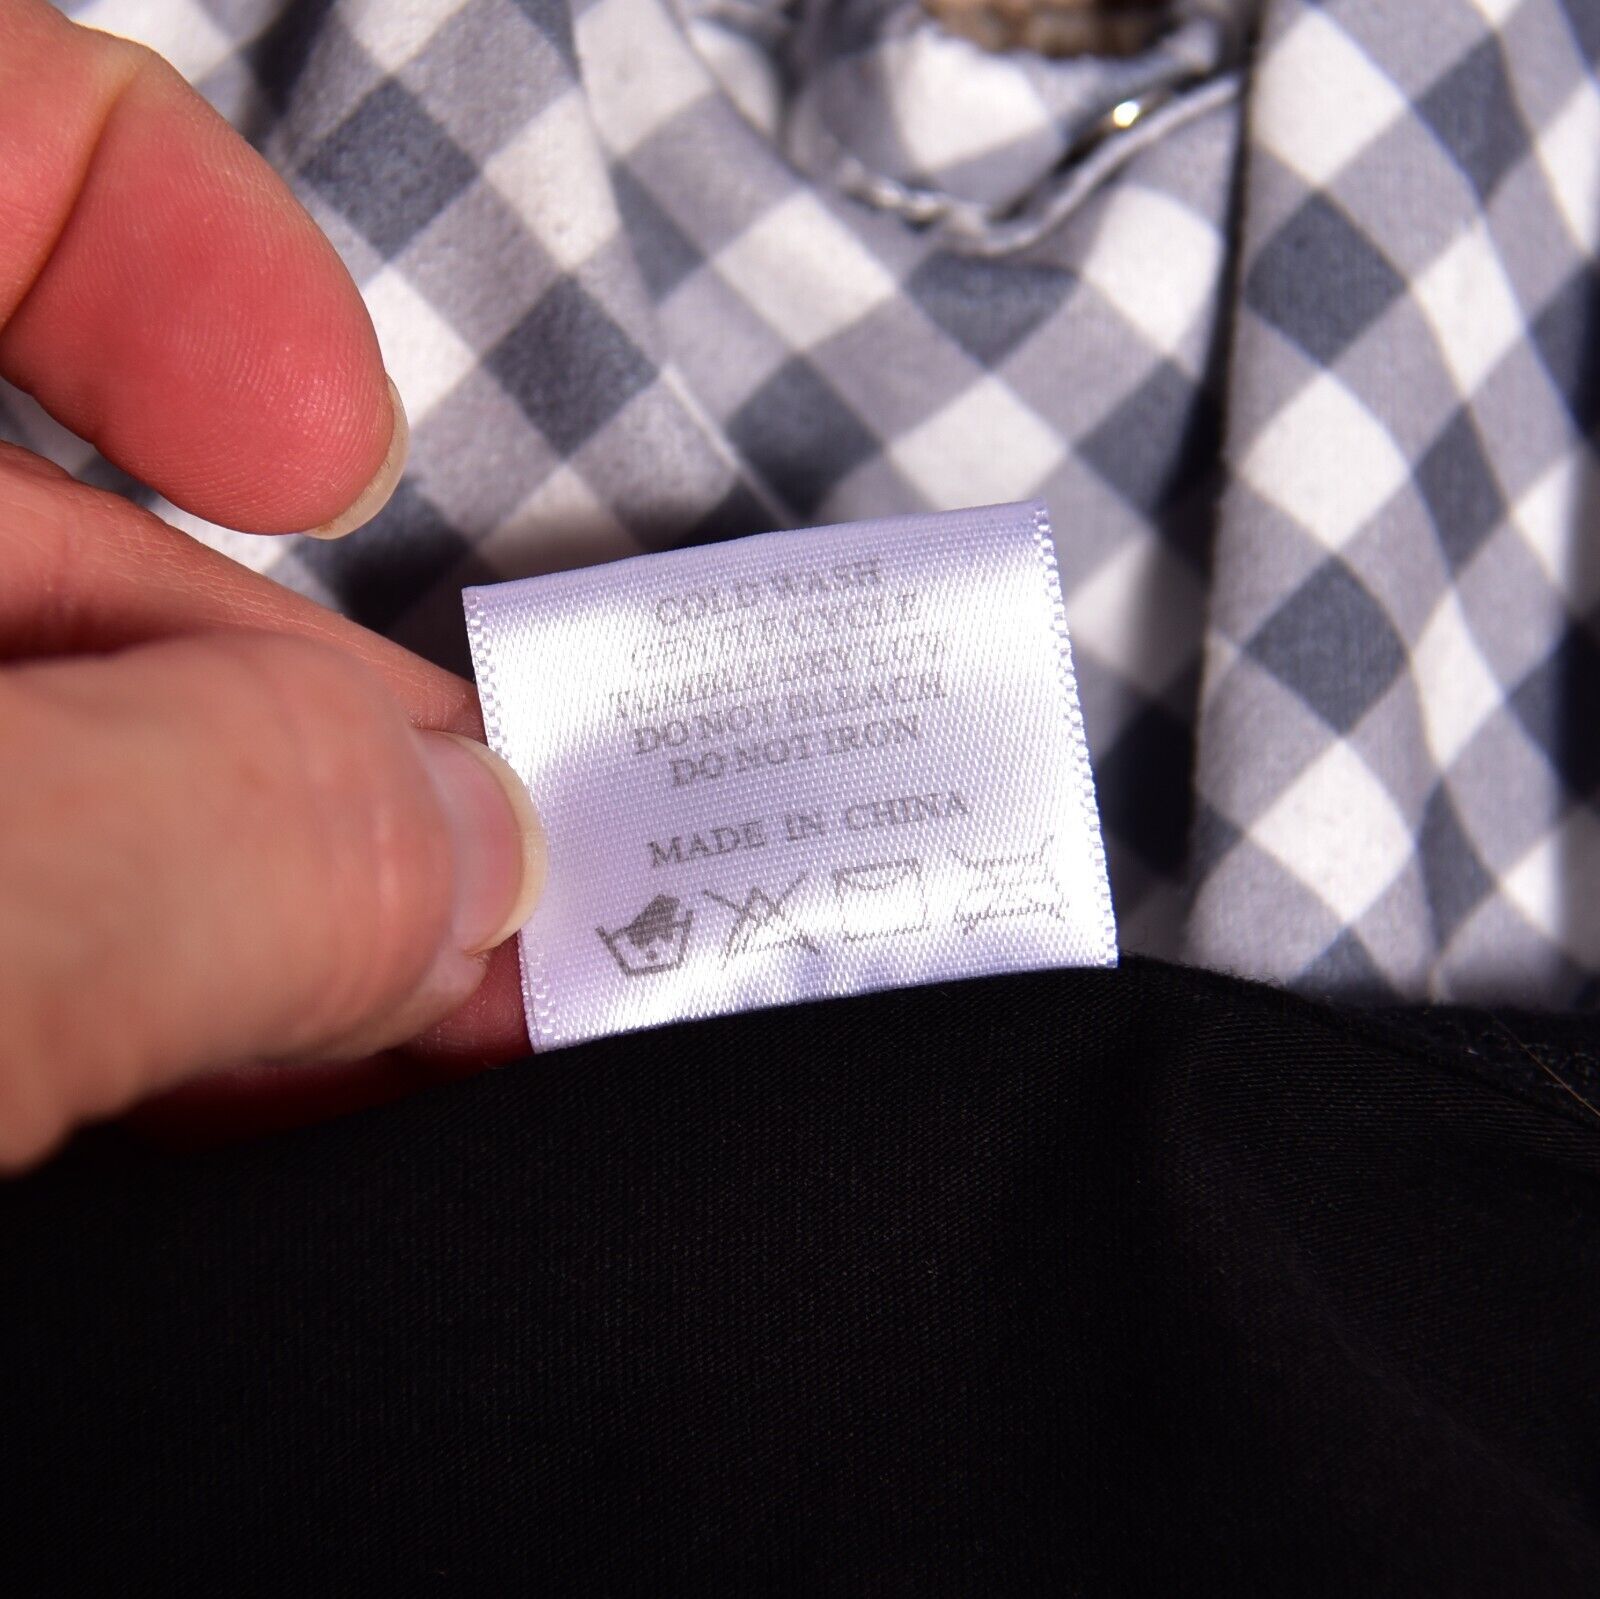 COLD WASH
GENTLE CYCLE
TUMBLE DRY LOW
DO NOT BLEACH
DO NOT IRON
MADE IN CHINA